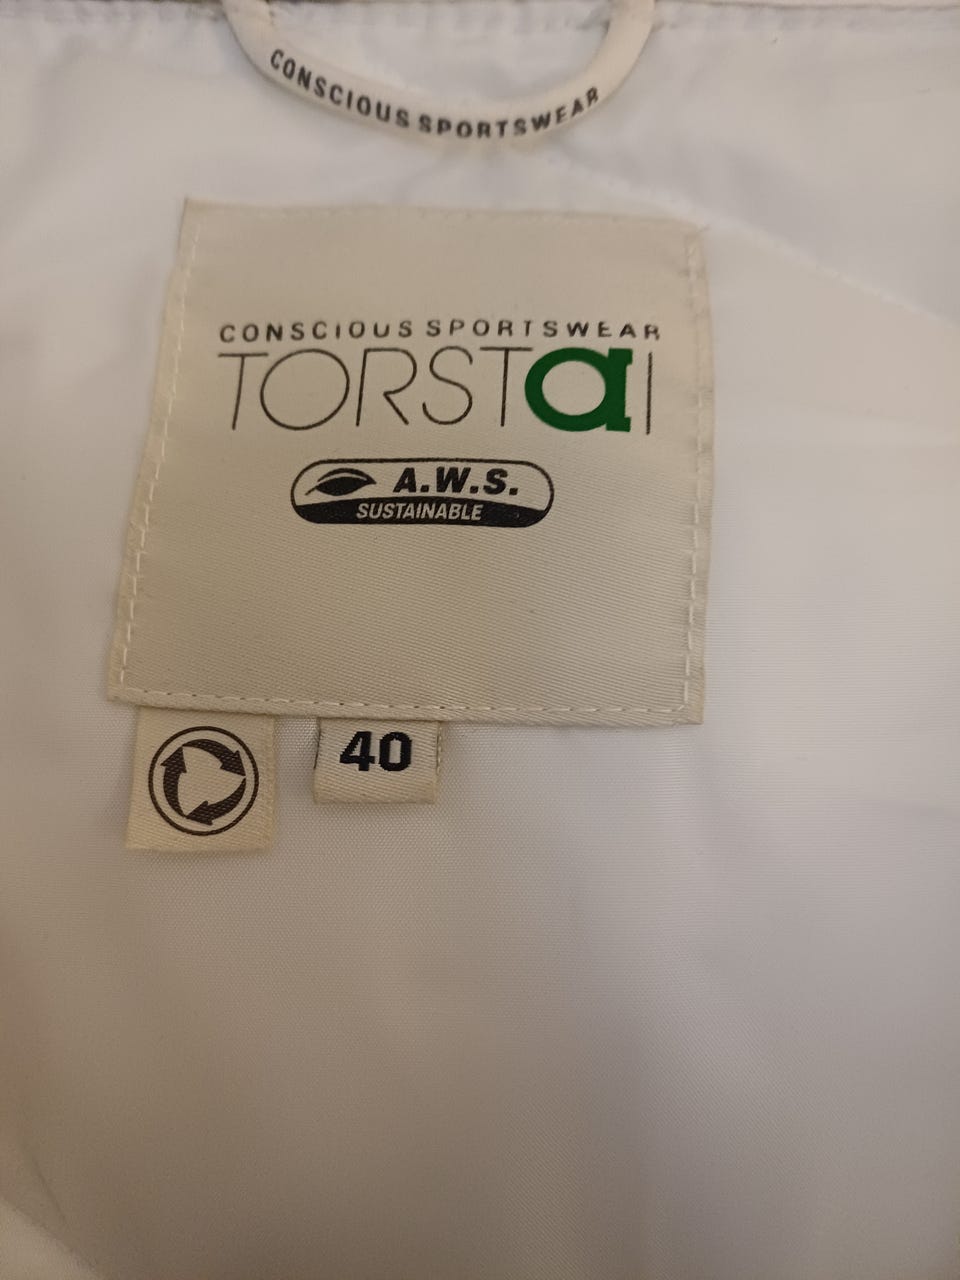 CONSCIOUS SPORTSWEAR
CONSCIOUS SPORTSWEAR
TORSTAI
A.W.S.
SUSTAINABLE
40